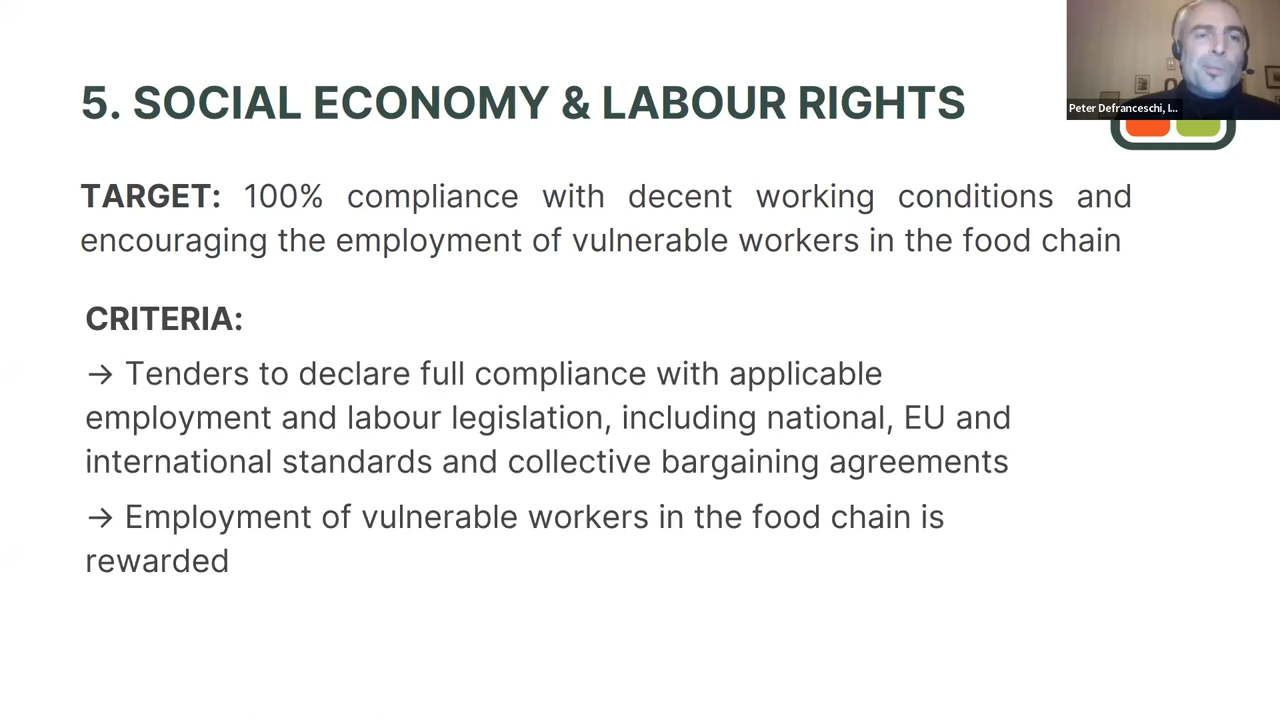 5. SOCIAL ECONOMY & LABOUR RIGHTS
Peter Defranceschi, I...
TARGET: 100% compliance with decent working conditions and
encouraging the employment of vulnerable workers in the food chain
CRITERIA:
→ Tenders to declare full compliance with applicable
employment and labour legislation, including national, EU and
international standards and collective bargaining agreements
→ Employment of vulnerable workers in the food chain is
rewarded